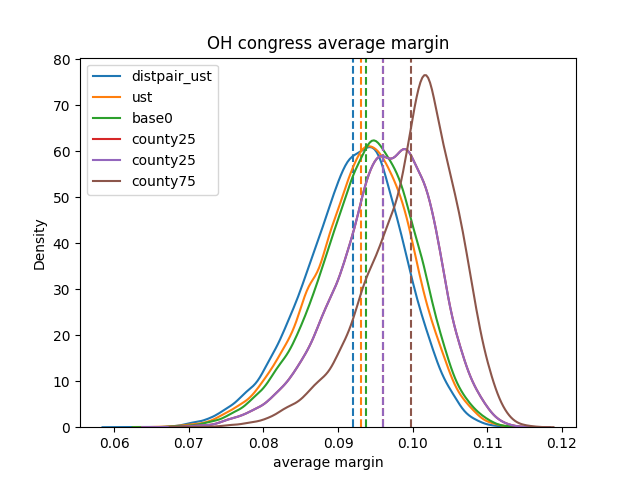 OH congress average margin
80
70
60
50
40
30
20
10
0
Density
distpair_ust
ust
base0
county25
county25
county75
0.06 0.07 0.08 0.09 0.10 0.11 0.12
average margin